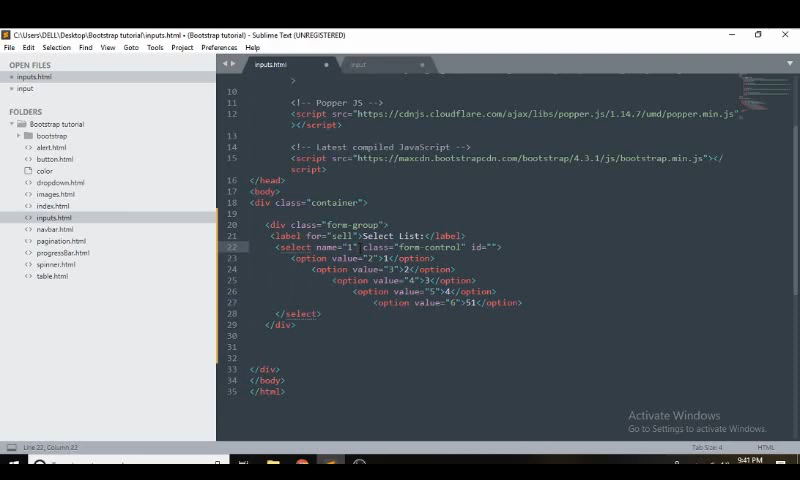 C:\Users\DELL\Desktop\Bootstrap tutorial\inputs.html • (Bootstrap tutorial) - Sublime Text (UNREGISTERED)
File Edit Selection Find View Goto Tools Project Preferences Help
OPEN FILES
inputs.html
input
FOLDERS
Bootstrap tutorial
bootstrap
alert.html
button.html
color
dropdown.html
images.html
index.html
inputs.html
navbar.html
pagination.html
progressBar.html
spinner.html
table.html
inputs.html input
>
10
11 <!-- Popper JS -->
12 <script src="https://cdnjs.cloudflare.com/ajax/libs/popper.js/1.14.7/umd/popper.min.js"
></script>
13
14 <!-- Latest compiled JavaScript -->
15 <script src="https://maxcdn.bootstrapcdn.com/bootstrap/4.3.1/js/bootstrap.min.js"></
script>
16 </head>
17 <body>
18 <div class="container">
19
20 <div class="form-group">
21 <label for="sell">Select List:</label>
22 <select name="1" class="form-control" id="">
23 <option value="2">1</option>
24 <option value="3">2</option>
25 <option value="4">3</option>
26 <option value="5">4</option>
27 <option value="6">51</option>
28 </select>
29 </div>
30
31
32
33 </div>
34 </body>
35 </html>
Activate Windows
Go to Settings to activate Windows.
Line 22, Column 22
Tab Size: 4 HTML
9:41 PM